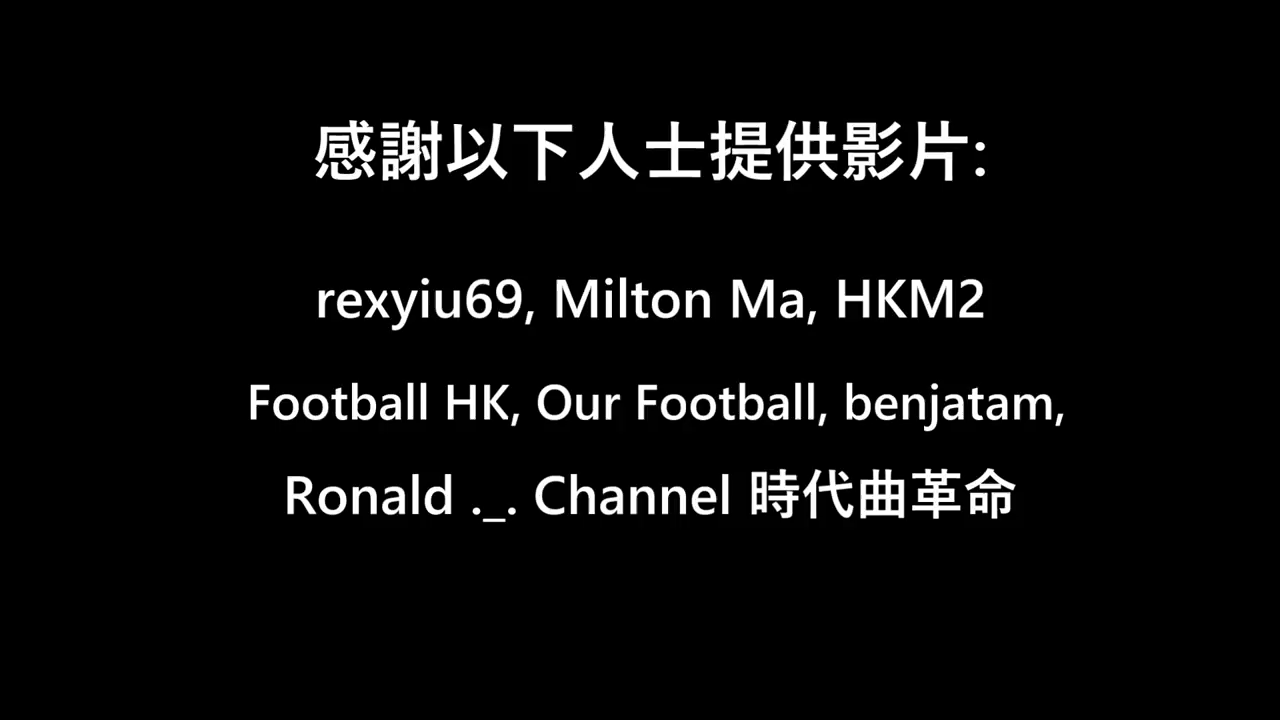 感謝以下人士提供影片:
rexyiu69, Milton Ma, HKM2
Football HK, Our Football, benjatam,
Ronald ._. Channel 時代曲革命